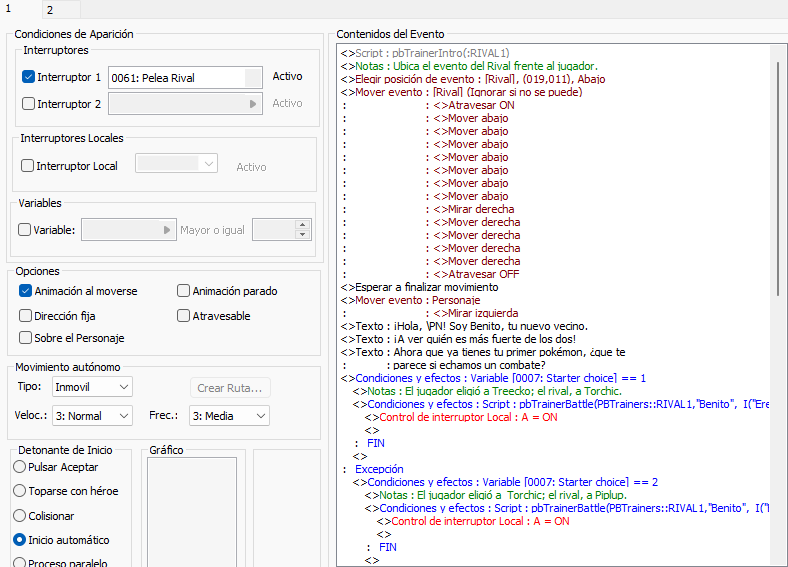 1
2
Condiciones de Aparición
Interruptores
Interruptor 1
0061: Pelea Rival
Activo
Interruptor 2
Activo
Interruptores Locales
Interruptor Local
Activo
Variables
Variable:
Mayor o igual
Opciones
Animación al moverse
Animación parado
Dirección fija
Atravesable
Sobre el Personaje
Movimiento autónomo
Tipo:
Inmovil
Crear Ruta...
Veloc.:
3: Normal
Frec.:
3: Media
Detonante de Inicio
Pulsar Aceptar
Toparse con héroe
Colisionar
Inicio automático
Proceso paralelo
Gráfico
Contenidos del Evento
<>Script : pbTrainerIntro(:RIVAL1)
<>Notas : Ubica el evento del Rival frente al jugador.
<>Elegir posición de evento : [Rival], (019,011), Abajo
<>Mover evento : [Rival] (Ignorar si no se puede)
: : <>Atravesar ON
: : <>Mover abajo
: : <>Mover abajo
: : <>Mover abajo
: : <>Mover abajo
: : <>Mover abajo
: : <>Mover abajo
: : <>Mover abajo
: : <>Mirar derecha
: : <>Mover derecha
: : <>Mover derecha
: : <>Mover derecha
: : <>Mover derecha
: : <>Atravesar OFF
<>Esperar a finalizar movimiento
<>Mover evento : Personaje
: : <>Mirar izquierda
<>Texto : ¡Hola, \PN! Soy Benito, tu nuevo vecino.
<>Texto : ¡A ver quién es más fuerte de los dos!
<>Texto : Ahora que ya tienes tu primer pokémon, ¿que te
: : parece si echamos un combate?
<>Condiciones y efectos : Variable [0007: Starter choice] == 1
<>Notas : El jugador eligió a Treecko; el rival, a Torchic.
<>Condiciones y efectos : Script : pbTrainerBattle(PBTrainers::RIVAL1,"Benito", _I("Ere
<>Control de interruptor Local : A = ON
<>
: FIN
<>
: Excepción
<>Condiciones y efectos : Variable [0007: Starter choice] == 2
<>Notas : El jugador eligió a  Torchic; el rival, a Piplup.
<>Condiciones y efectos : Script : pbTrainerBattle(PBTrainers::RIVAL1,"Benito", _I("
<>Control de interruptor Local : A = ON
<>
: FIN
<>